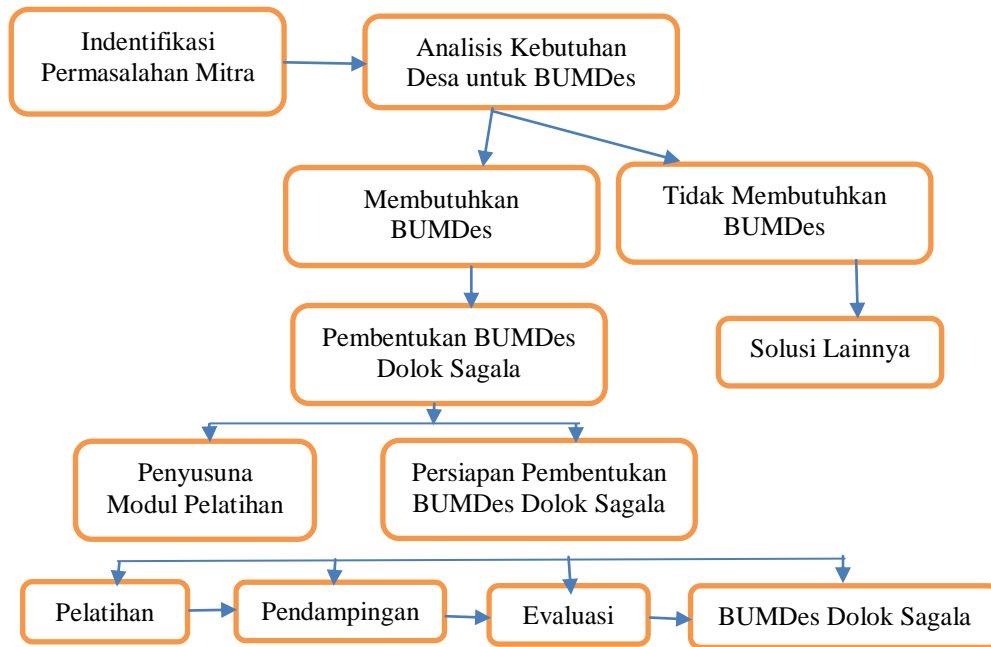 Indentifikasi
Permasalahan Mitra
Analisis Kebutuhan
Desa untuk BUMDes
Membutuhkan
BUMDes
Tidak Membutuhkan
BUMDes
Pembentukan BUMDes
Dolok Sagala
Solusi Lainnya
Penyusuna
Modul Pelatihan
Persiapan Pembentukan
BUMDes Dolok Sagala
Pelatihan
Pendampingan
Evaluasi
BUMDes Dolok Sagala